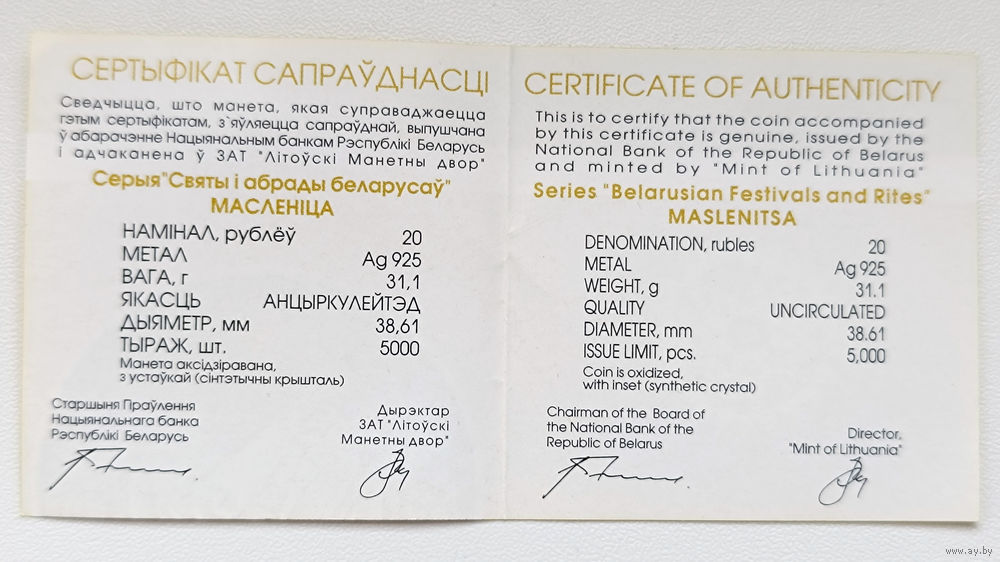 СЕРТЫФІКАТ САПРАЎДНАСЦІ
Сведчыцца, што манета, якая суправаджаецца
гэтым сертыфікатам, з`яўляецца сапраўднай, выпушчана
ў абарачэнне Нацыянальным банкам Рэспублікі Беларусь
і адчаканена ў ЗАТ "Літоўскі Манетны двор"
Серыя "Святы і абрады беларусаў"
МАСЛЕНІЦА
НАМІНАЛ, рублёў 20
МЕТАЛ Ag 925
ВАГА, г 31,1
ЯКАСЦЬ АНЦЫРКУЛЕЙТЭД
ДЫЯМЕТР, мм 38,61
ТЫРАЖ, шт. 5000
Манета аксідзіравана,
з устаўкай (сінтэтычны крышталь)
Старшыня Праўлення
Нацыянальнага банка
Рэспублікі Беларусь
Дырэктар
ЗАТ "Літоўскі
Манетны двор"
CERTIFICATE OF AUTHENTICITY
This is to certify that the coin accompanied
by this certificate is genuine, issued by the
National Bank of the Republic of Belarus
and minted by "Mint of Lithuania"
Series "Belarusian Festivals and Rites"
MASLENITSA
DENOMINATION, rubles 20
METAL Ag 925
WEIGHT, g 31.1
QUALITY UNCIRCULATED
DIAMETER, mm 38.61
ISSUE LIMIT, pcs. 5,000
Coin is oxidized,
with inset (synthetic crystal)
Chairman of the Board of
the National Bank of the
Republic of Belarus
Director,
"Mint of Lithuania"
www.ay.by